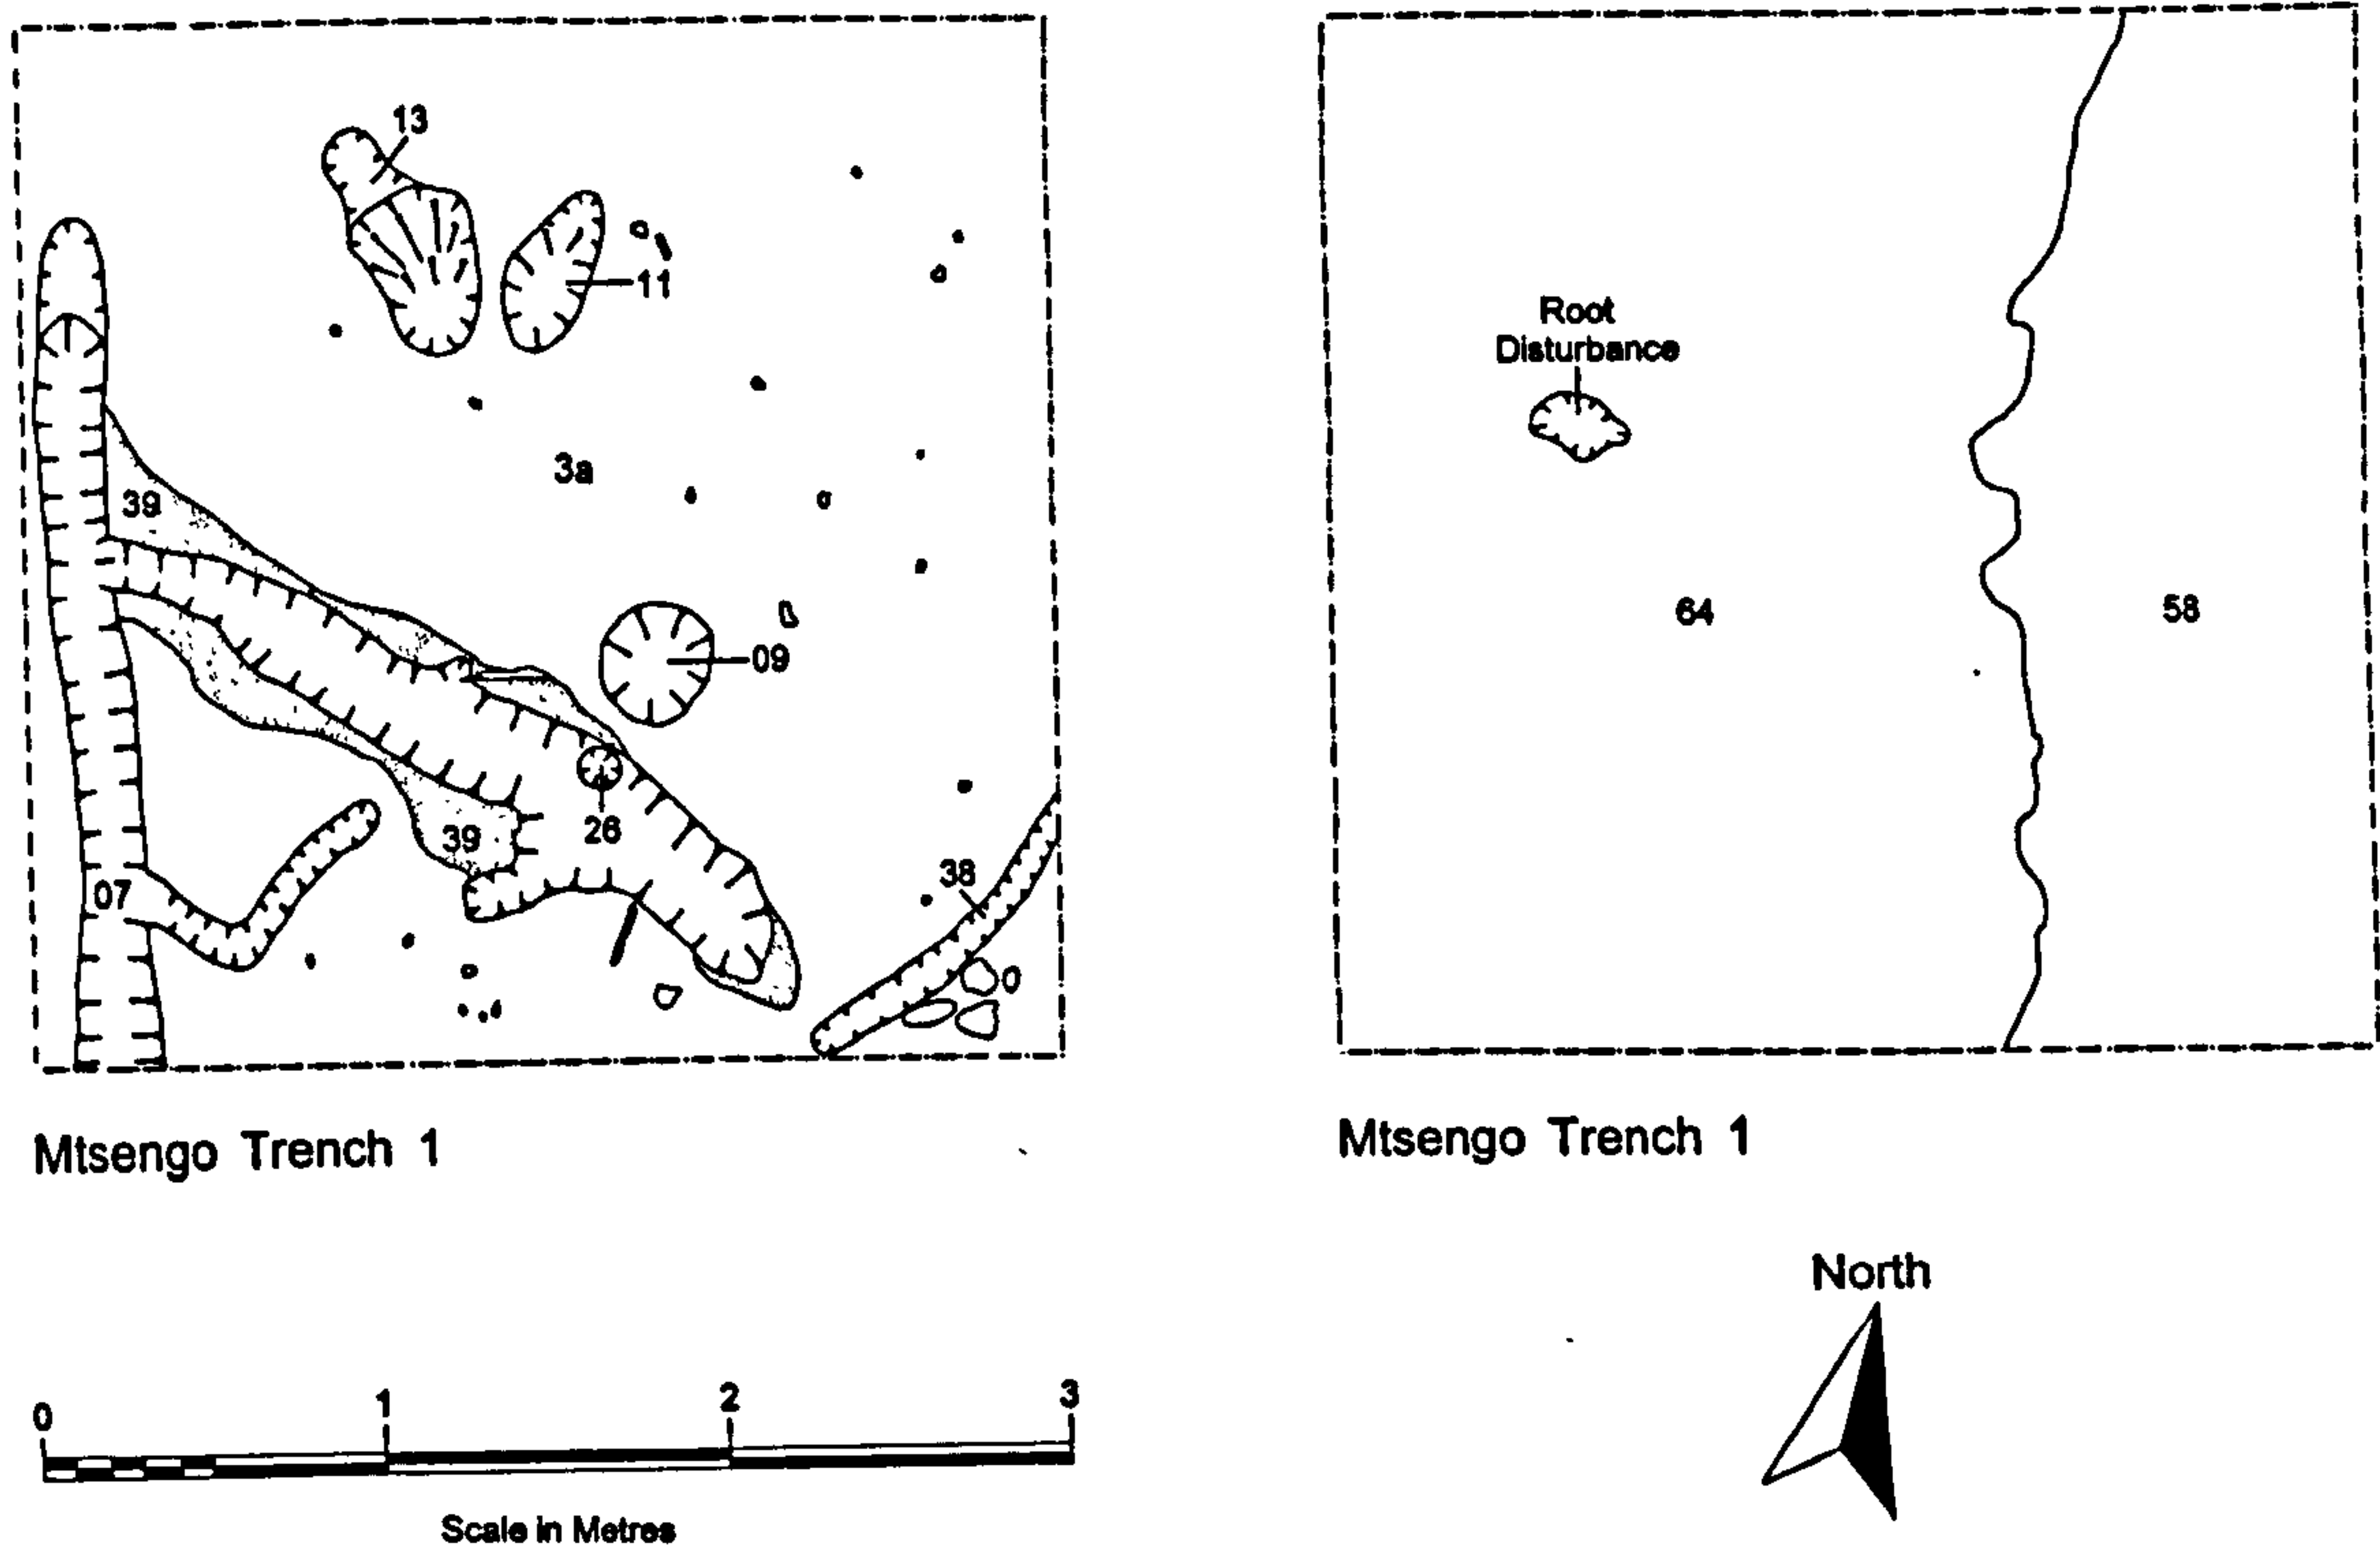 13
11
3a
39
09
39
26
38
07
Mtsengo Trench 1
Root
Disturbance
64
58
Mtsengo Trench 1
North
0 1 2 3
Scale in Metres